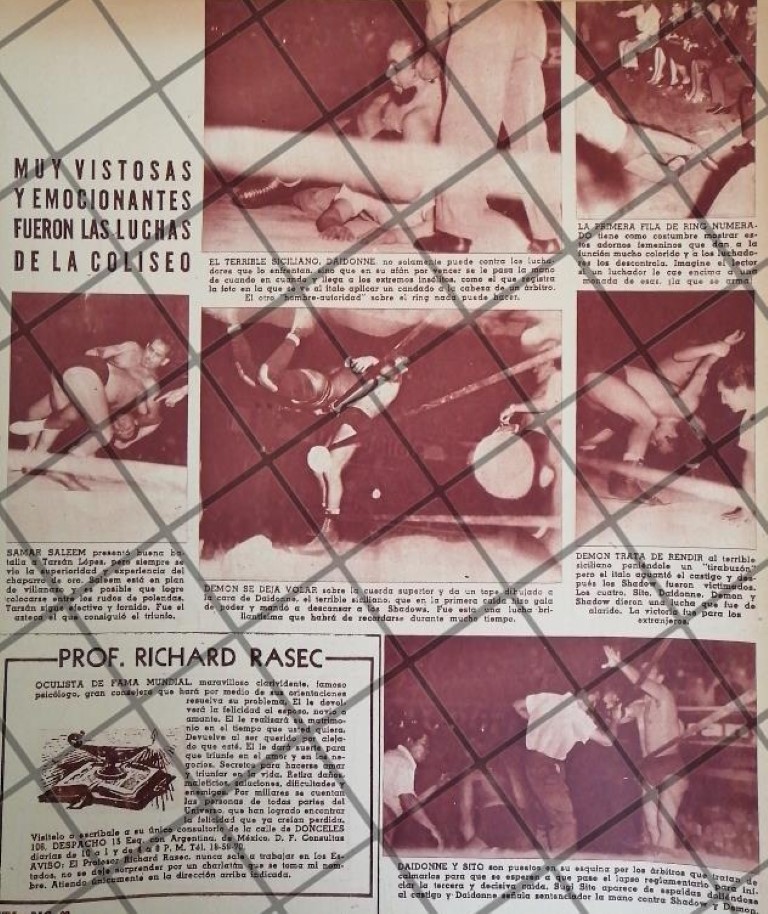 MUY VISTOSAS
Y EMOCIONANTES
FUERON LAS LUCHAS
DE LA COLISEO
EL TERRIBLE SICILIANO, DAIDONNE no solamente puede contra los lucha-
dores que lo enfrentan, sino que en su afán por vencer se le pasa la mano
de cuando en cuando y llega a los extremos insólitos, como el que registra
la foto en la que se ve al ítalo aplicar un candado a la cabeza de un árbitro.
El otro "hombre-autoridad" sobre el ring nada puede hacer.
LA PRIMERA FILA DE RING NUMERA-
DO tiene como costumbre mostrar es-
tos adornos femeninos que dan a la
función mucho colorido y a los luchado-
res los descontrola. Imagine el lector
si un luchador le cae encima a una
monada de esas, ¡la que se arma!
SAMAR SALEEM presentó buena ba-
talla a Tarsán López, pero siempre se
vio la superioridad y experiencia del
chaparro de oro. Saleem está en plan
de villanazo y es posible que logre
colocarse entre los rudos de polendas.
Tarsán sigue efectivo y fornido. Fue el
azteca el que consiguió el triunfo.
DEMON SE DEJA VOLAR sobre la cuerda superior y da un tope dibujado a
la cara de Daidonne, el terrible siciliano, que en la primera caída hizo gala
de poder y mandó a descansar a los Shadows. Fue esta una lucha bri-
llantísima que habrá de recordarse durante mucho tiempo.
DEMON TRATA DE RENDIR al terrible
siciliano poniéndole un "tirabuzón"
pero el ítalo aguantó el castigo y des-
pués los Shadow fueron victimados.
Los cuatro, Sito, Daidonne, Demon y
Shadow dieron una lucha que fue de
alarido. La victoria fue para los
extranjeros.
PROF. RICHARD RASEC
OCULISTA DE FAMA MUNDIAL maravilloso clarividente, famoso
psicólogo, gran consejero que hará por medio de sus orientaciones
resuelva su problema. El le devol-
verá la felicidad al esposo, novio o
amante. El le realizará su matrimo-
nio en el tiempo que usted quiera.
Devuelve al ser querido por aleja-
do que esté. El le dará suerte para
que triunfe en el amor y en los ne-
gocios. Secretos para hacerse amar
y triunfar en la vida. Retira daños,
maleficios, salaciones, dificultades y
enemigos. Por millares se cuentan
las personas de todas partes del
Universo, que han logrado encontrar
la felicidad que ya creían perdida.
Visítelo o escríbale a su único consultorio de la calle de DONCELES
108, DESPACHO 15 Esq. con Argentina, de México, D. F. Consultas
diarias de 10 a 1 y de 4 a 8 P. M. Tél.
AVISO: El Profesor Richard Rasec, nunca sale a trabajar en los Es-
tados, no se deje sorprender por un charlatán que se toma mi nom-
bre. Atiendo únicamente en la dirección arriba indicada.
DAIDONNE Y SITO son puestos en su esquina por los árbitros que tratan de
calmarlos para que se esperen a que pase el lapso reglamentario para ini-
ciar la tercera y decisiva caída. Sugi Sito aparece de espaldas doliéndose
al castigo y Daidonne señala sentenciador la mano contra Shadow y Demon.